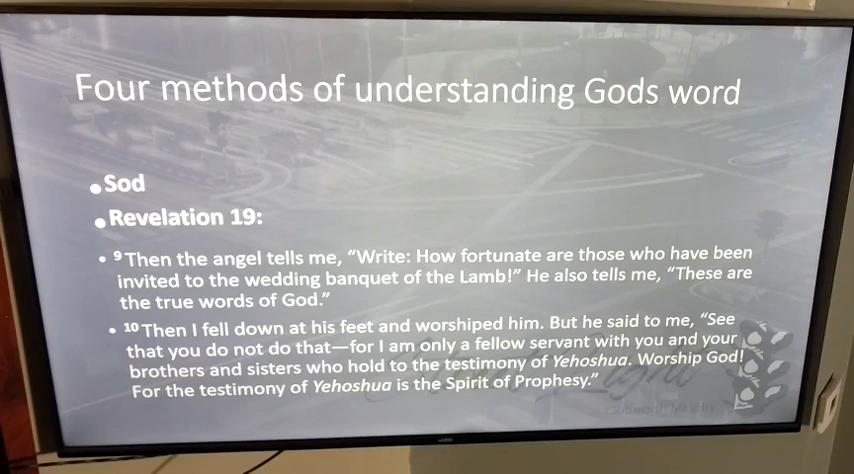 Four methods of understanding Gods word
•Sod
•Revelation 19:
• ⁹ Then the angel tells me, “Write: How fortunate are those who have been
invited to the wedding banquet of the Lamb!” He also tells me, “These are
the true words of God.”
• ¹⁰ Then I fell down at his feet and worshiped him. But he said to me, “See
that you do not do that—for I am only a fellow servant with you and your
brothers and sisters who hold to the testimony of Yehoshua. Worship God!
For the testimony of Yehoshua is the Spirit of Prophesy.”
Outreach Ministry